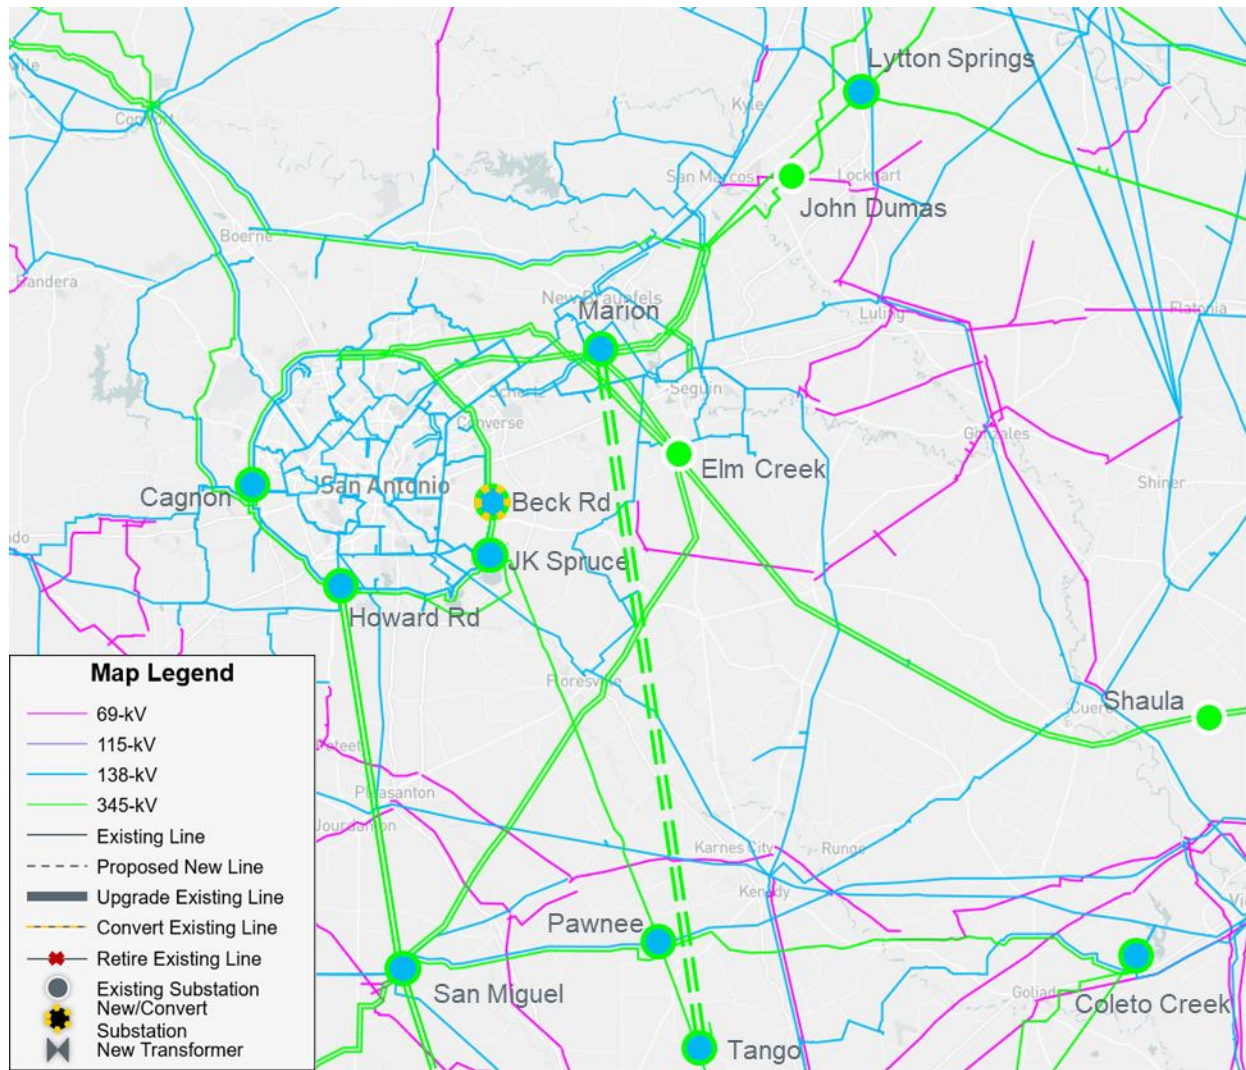 Lytton Springs
Kyle
Comfort
San Marcos
Lockhart
John Dumas
Boerne
Bandera
New Braunfels
Marion
Luling
Flatonia
Schertz
Seguin
Converse
Gonzales
Elm Creek
Cagnon
San Antonio
Beck Rd
Shiner
JK Spruce
Howard Rd
Floresville
Cuero
Shaula
Map Legend
69-kV
115-kV
138-kV
345-kV
Existing Line
Proposed New Line
Upgrade Existing Line
Convert Existing Line
Retire Existing Line
Existing Substation
New/Convert
Substation
New Transformer
Poteet
Pleasanton
Jourdanton
Karnes City
Runge
Kenedy
Pawnee
San Miguel
Goliad
Coleto Creek
Tango